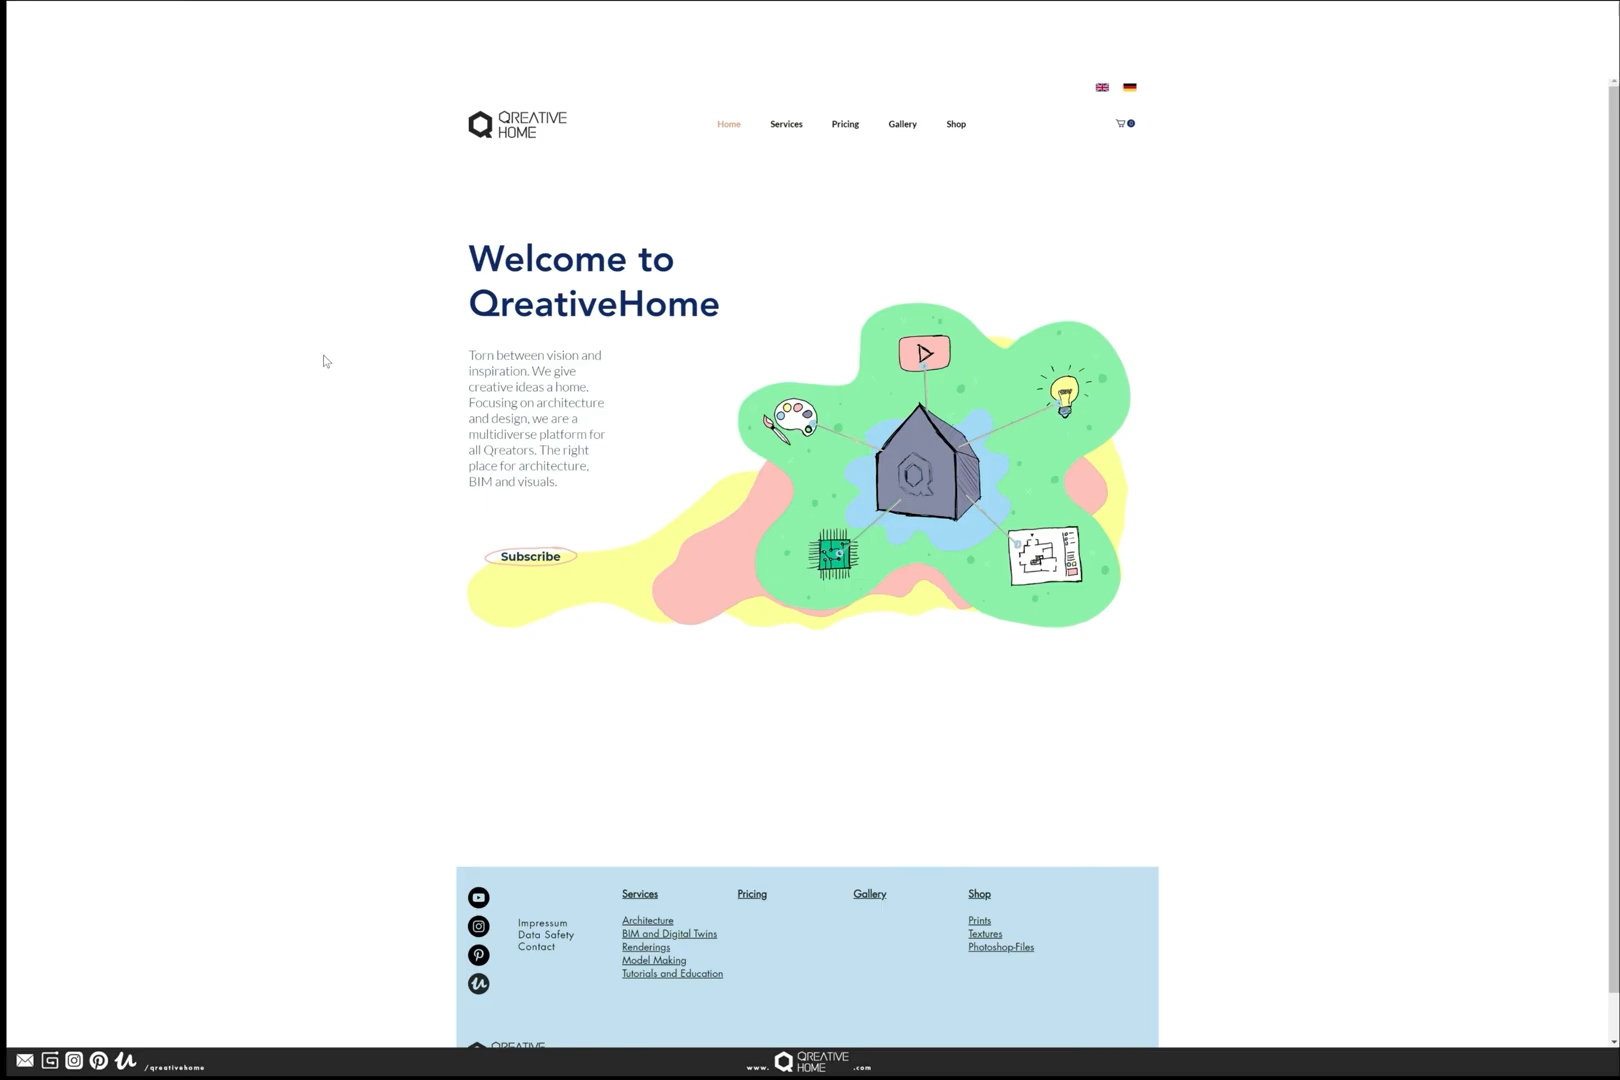 QREATIVE
HOME
Home
Services
Pricing
Gallery
Shop
0
Welcome to
QreativeHome
Torn between vision and
inspiration. We give
creative ideas a home.
Focusing on architecture
and design, we are a
multidiverse platform for
all Qreators. The right
place for architecture,
BIM and visuals.
Subscribe
Impressum
Data Safety
Contact
Services
Architecture
BIM and Digital Twins
Renderings
Model Making
Tutorials and Education
Pricing
Gallery
Shop
Prints
Textures
Photoshop-Files
QREATIVE
/qreativehome
www. QREATIVE HOME .com